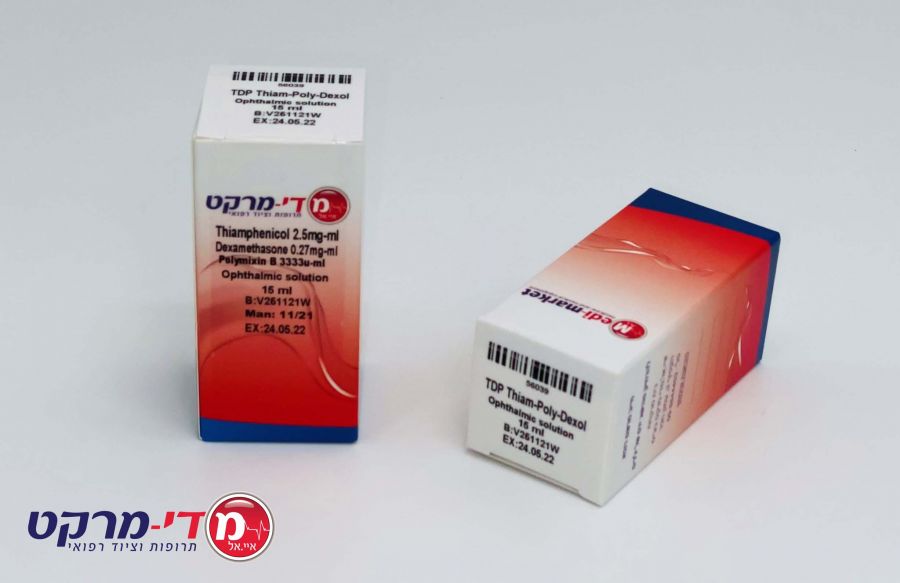 56039
TDP Thiam-Poly-Dexol
Ophthalmic solution
15 ml
B:V261121W
EX:24.05.22
די-מרקט
מ
איי.אל
תרופות וציוד רפואי
Thiamphenicol 2.5mg-ml
Dexamethasone 0.27mg-ml
Polymixin B 3333u-ml
Ophthalmic solution
15 ml
B:V261121W
Man: 11/21
EX:24.05.22
Medi-market
56039
TDP Thiam-Poly-Dexol
Ophthalmic solution
15 ml
B:V261121W
EX:24.05.22
די-מרקט
מ
איי.אל
תרופות וציוד רפואי